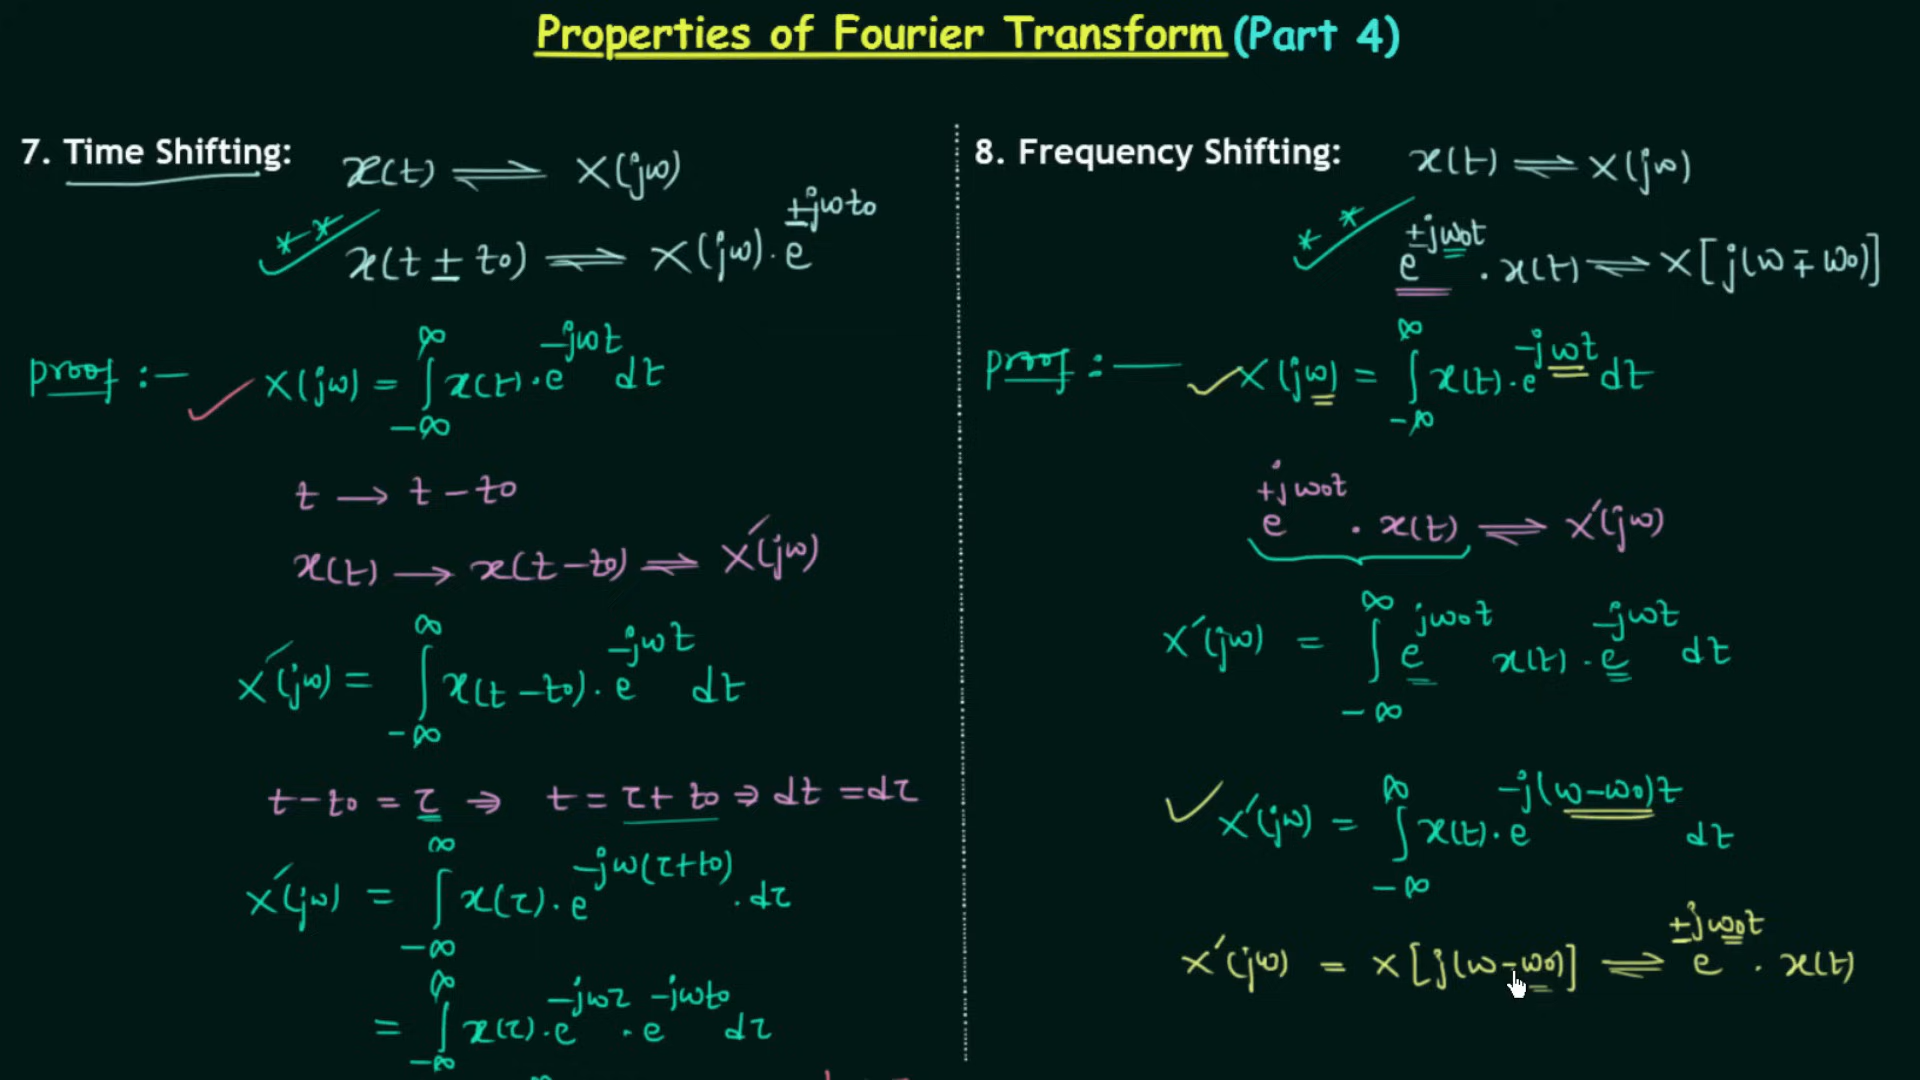 Properties of Fourier Transform (Part 4)
7. Time Shifting: x(t) ⇌ X(jω)
** x(t ± t₀) ⇌ X(jω) · e^{±jωt₀}
Proof :— X(jω) = ∫_{-∞}^{∞} x(t) · e^{-jωt} dt
t → t - t₀
x(t) → x(t-t₀) ⇌ X'(jω)
X'(jω) = ∫_{-∞}^{∞} x(t-t₀) · e^{-jωt} dt
t-t₀ = τ ⇒ t = τ + t₀ ⇒ dt = dτ
X'(jω) = ∫_{-∞}^{∞} x(τ) · e^{-jω(τ+t₀)} · dτ
= ∫_{-∞}^{∞} x(τ) · e^{-jωτ} · e^{-jωt₀} dτ
8. Frequency Shifting: x(t) ⇌ X(jω)
** e^{±jω₀t} · x(t) ⇌ X[j(ω ∓ ω₀)]
Proof :— X(jω) = ∫_{-∞}^{∞} x(t) · e^{-jωt} dt
e^{+jω₀t} · x(t) ⇌ X'(jω)
X'(jω) = ∫_{-∞}^{∞} e^{jω₀t} x(t) · e^{-jωt} dt
X'(jω) = ∫_{-∞}^{∞} x(t) · e^{-j(ω-ω₀)t} dt
X'(jω) = X[j(ω-ω₀)] ⇌ e^{±jω₀t} · x(t)